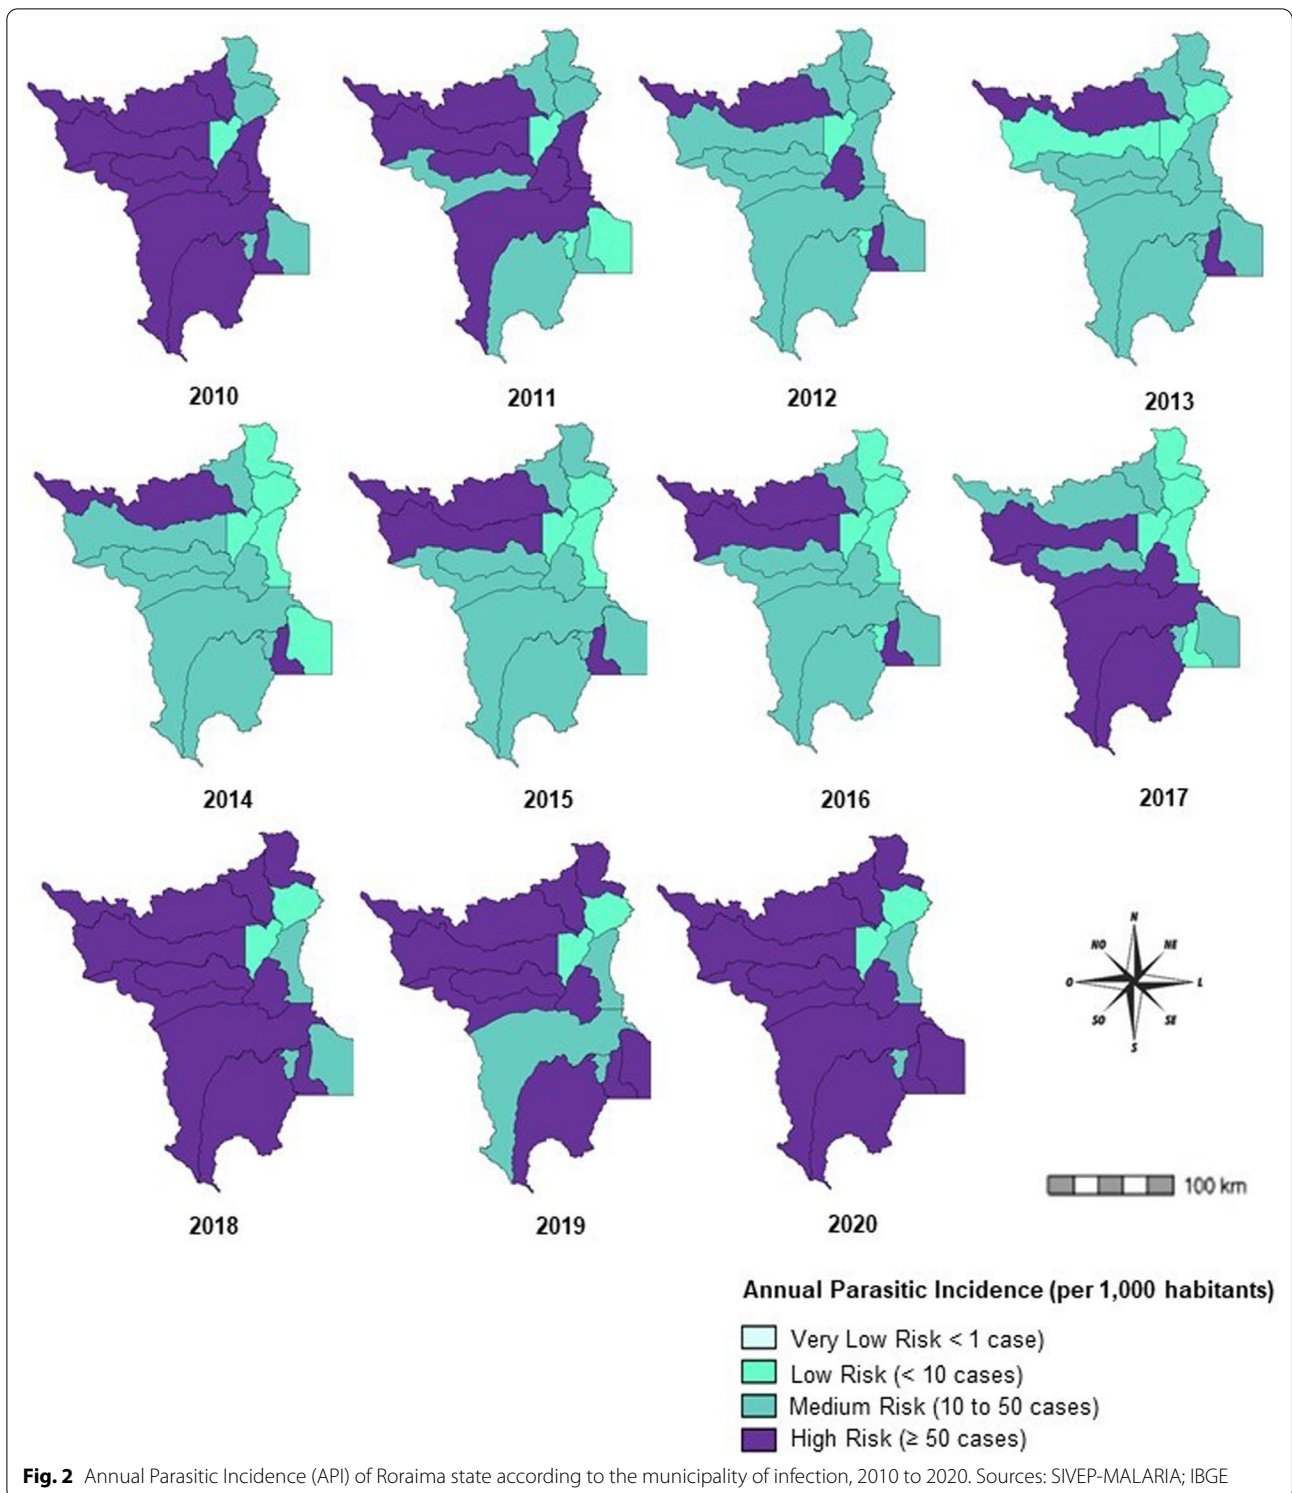 2010
2011
2012
2013
2014
2015
2016
2017
2018
2019
2020
N
NO
NE
O
L
SO
SE
S
100 km
Annual Parasitic Incidence (per 1,000 habitants)
Very Low Risk < 1 case)
Low Risk (< 10 cases)
Medium Risk (10 to 50 cases)
High Risk (≥ 50 cases)
Fig. 2 Annual Parasitic Incidence (API) of Roraima state according to the municipality of infection, 2010 to 2020. Sources: SIVEP-MALARIA; IBGE